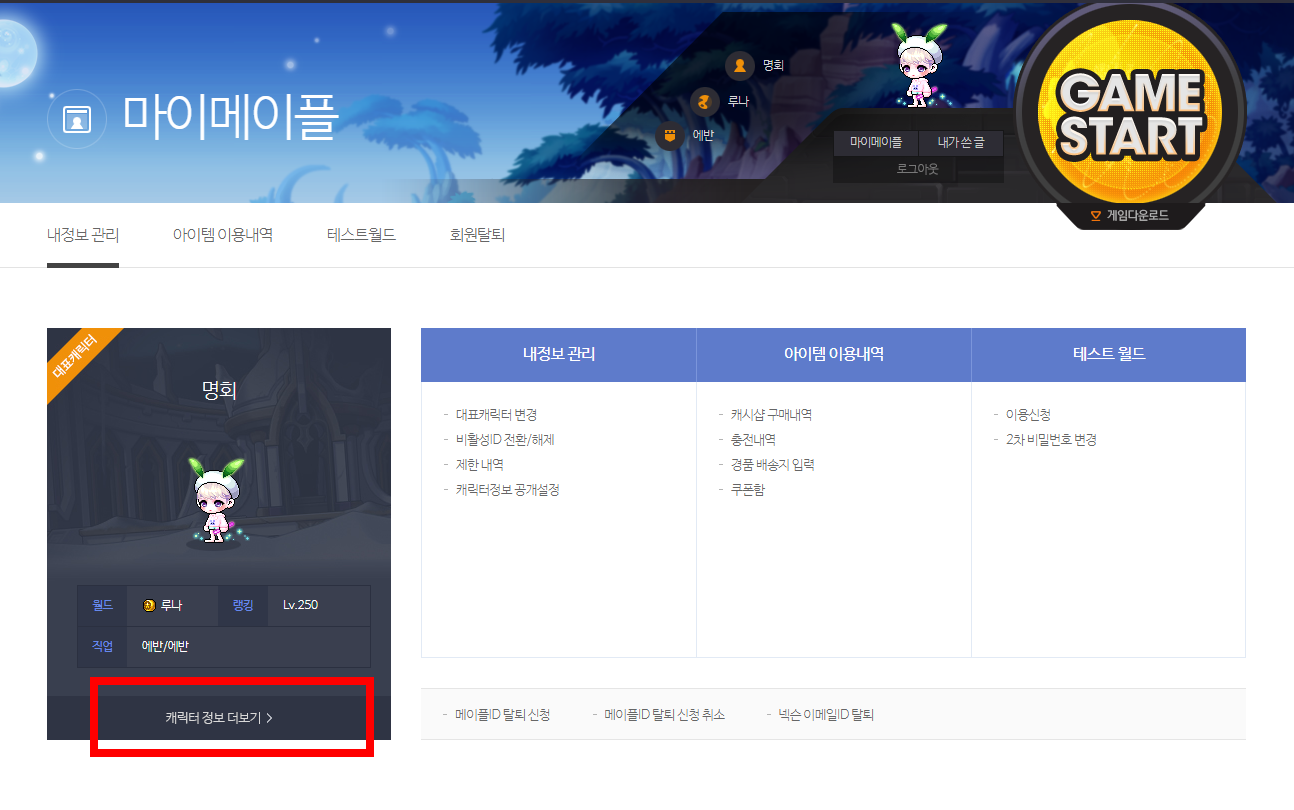 마이메이플
명회
루나
에반
마이메이플 내가 쓴 글
로그아웃
GAME
START
게임다운로드
내정보 관리 아이템 이용내역 테스트월드 회원탈퇴
대표캐릭터
명회
월드 루나 랭킹 Lv.250
직업 에반/에반
캐릭터 정보 더보기 >
내정보 관리 아이템 이용내역 테스트 월드
- 대표캐릭터 변경
- 비활성ID 전환/해제
- 제한 내역
- 캐릭터정보 공개설정
- 캐시샵 구매내역
- 충전내역
- 경품 배송지 입력
- 쿠폰함
- 이용신청
- 2차 비밀번호 변경
- 메이플ID 탈퇴 신청 - 메이플ID 탈퇴 신청 취소 - 넥슨 이메일ID 탈퇴